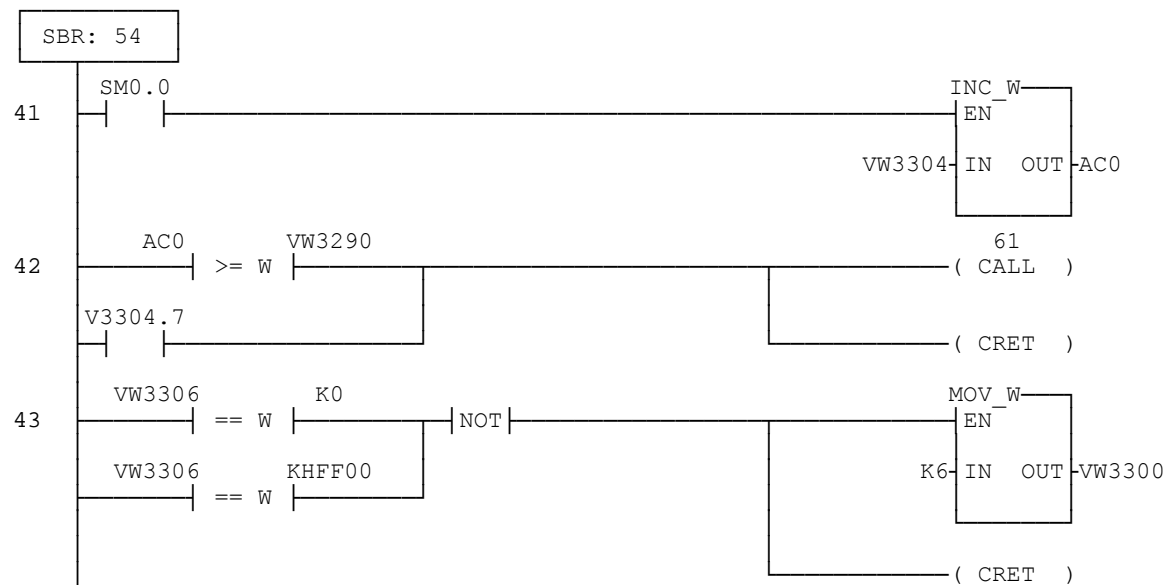 SBR: 54
SM0.0 INC_W
41 EN
VW3304 IN OUT AC0
AC0 VW3290 61
42 >= W ( CALL )
V3304.7
( CRET )
VW3306 K0 MOV_W
43 == W NOT EN
VW3306 KHFF00 K6 IN OUT VW3300
== W
( CRET )